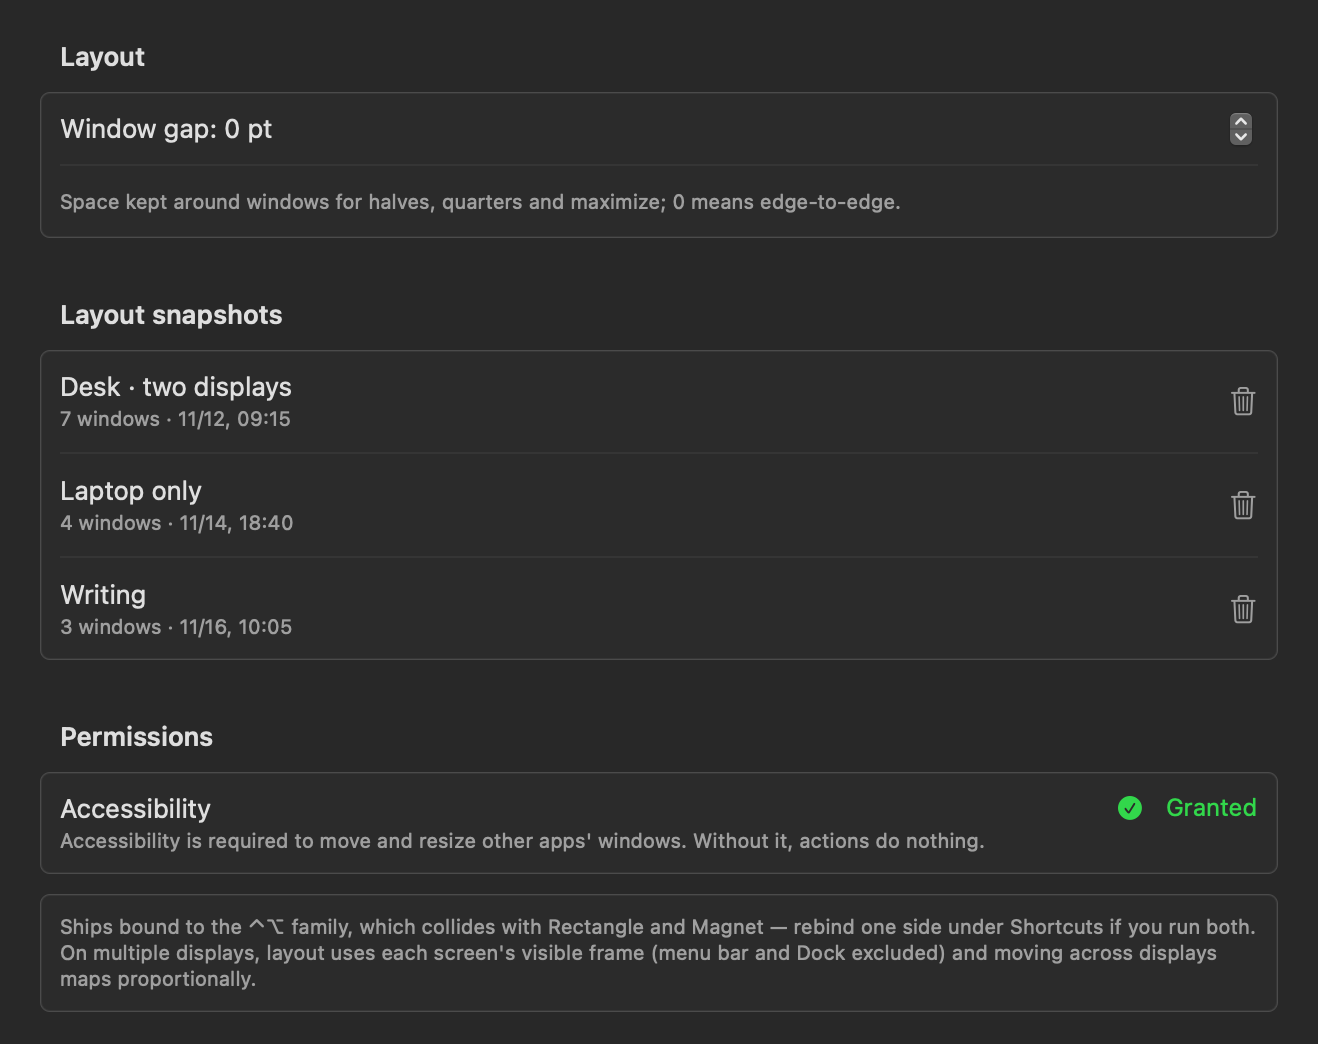 Layout
Window gap: 0 pt
Space kept around windows for halves, quarters and maximize; 0 means edge-to-edge.
Layout snapshots
Desk · two displays
7 windows · 11/12, 09:15
Laptop only
4 windows · 11/14, 18:40
Writing
3 windows · 11/16, 10:05
Permissions
Accessibility
Granted
Accessibility is required to move and resize other apps' windows. Without it, actions do nothing.
Ships bound to the ⌃⌥ family, which collides with Rectangle and Magnet — rebind one side under Shortcuts if you run both.
On multiple displays, layout uses each screen's visible frame (menu bar and Dock excluded) and moving across displays
maps proportionally.